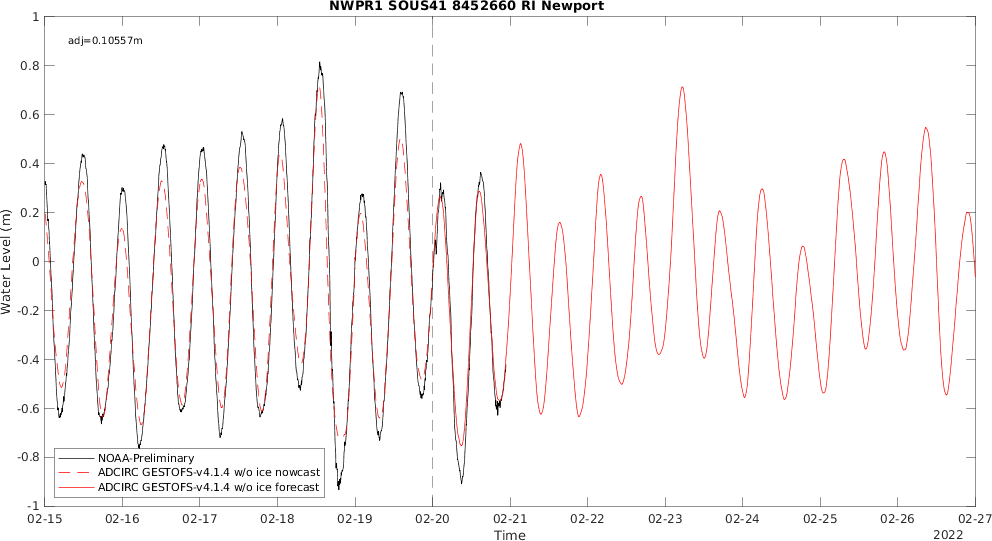 NWPR1 SOUS41 8452660 RI Newport
1
adj=0.10557m
0.8
0.6
0.4
0.2
0
-0.2
-0.4
-0.6
-0.8
-1
Water Level (m)
NOAA-Preliminary
ADCIRC GESTOFS-v4.1.4 w/o ice nowcast
ADCIRC GESTOFS-v4.1.4 w/o ice forecast
02-15 02-16 02-17 02-18 02-19 02-20 02-21 02-22 02-23 02-24 02-25 02-26 02-27
Time
2022